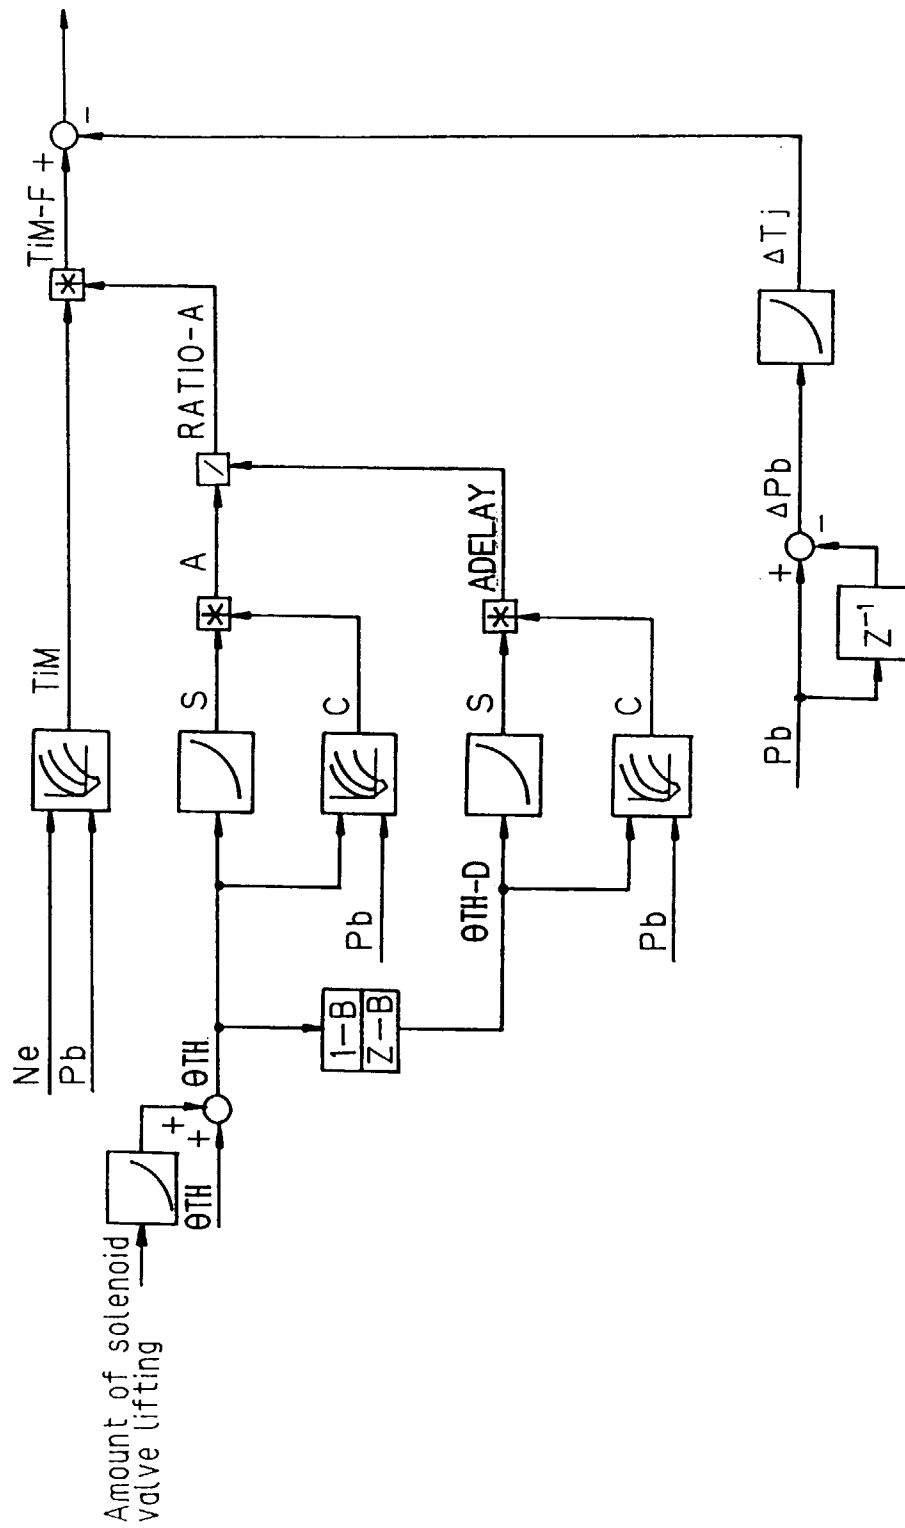 Amount of solenoid
valve lifting
Ne
Pb
TiM
TiM-F
+
-
θTH
+
+
θTH
S
A
RATIO-A
Pb
C
1-B
Z-B
θTH-D
S
ADELAY
Pb
C
Pb
+
-
Z⁻¹
ΔPb
ΔTj